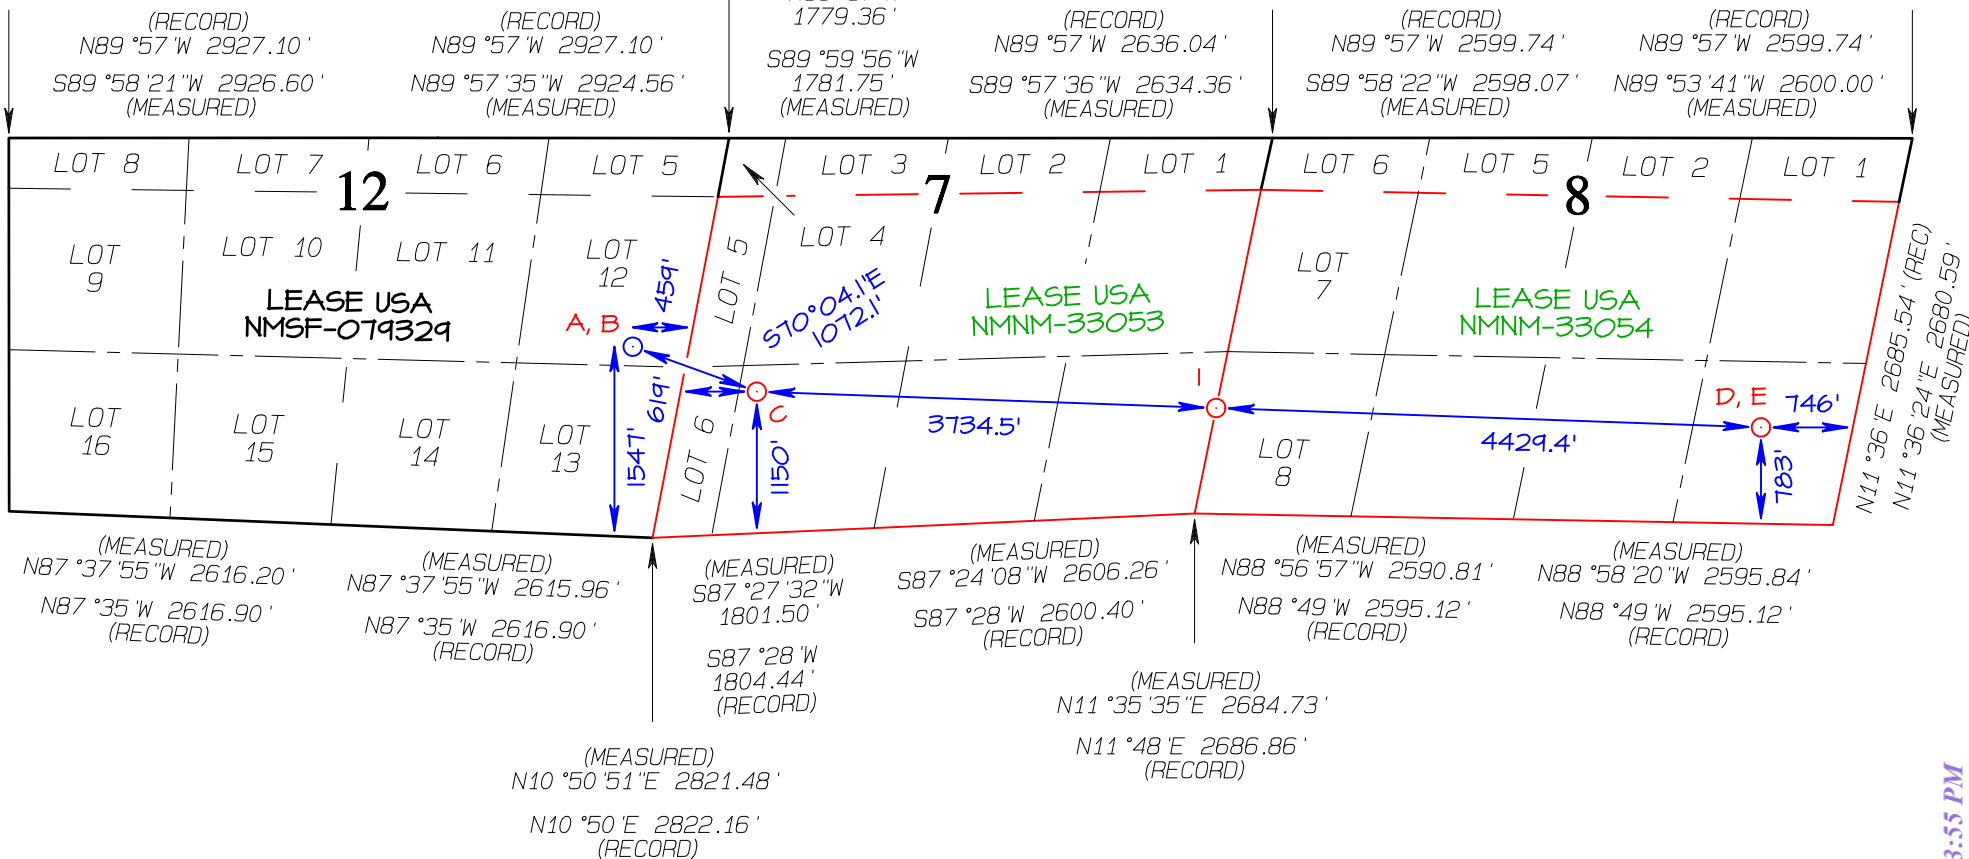 (RECORD)
N89°57'W 2927.10'
S89°58'21"W 2926.60'
(MEASURED)
(RECORD)
N89°57'W 2927.10'
N89°57'35"W 2924.56'
(MEASURED)
1779.36'
S89°59'56"W
1781.75'
(MEASURED)
(RECORD)
N89°57'W 2636.04'
S89°57'36"W 2634.36'
(MEASURED)
(RECORD)
N89°57'W 2599.74'
S89°58'22"W 2598.07'
(MEASURED)
(RECORD)
N89°57'W 2599.74'
N89°53'41"W 2600.00'
(MEASURED)
LOT 8
LOT 7
LOT 6
LOT 5
LOT 3
LOT 2
LOT 1
LOT 6
LOT 5
LOT 2
LOT 1
12
7
8
LOT
9
LOT 10
LOT 11
LOT
12
LOT 5
LOT 4
LOT
7
LEASE USA
NMSF-079329
LEASE USA
NMNM-33053
LEASE USA
NMNM-33054
A, B
459'
S70°04.1'E
1072.1'
619'
1547'
C
1150'
3734.5'
1
4429.4'
D, E
746'
783'
LOT
16
LOT
15
LOT
14
LOT
13
LOT 6
LOT
8
N11°36'E 2685.54' (REC)
N11°36'24"E 2680.59'
(MEASURED)
(MEASURED)
N87°37'55"W 2616.20'
N87°35'W 2616.90'
(RECORD)
(MEASURED)
N87°37'55"W 2615.96'
N87°35'W 2616.90'
(RECORD)
(MEASURED)
S87°27'32"W
1801.50'
S87°28'W
1804.44'
(RECORD)
(MEASURED)
S87°24'08"W 2606.26'
S87°28'W 2600.40'
(RECORD)
(MEASURED)
N88°56'57"W 2590.81'
N88°49'W 2595.12'
(RECORD)
(MEASURED)
N88°58'20"W 2595.84'
N88°49'W 2595.12'
(RECORD)
(MEASURED)
N11°35'35"E 2684.73'
N11°48'E 2686.86'
(RECORD)
(MEASURED)
N10°50'51"E 2821.48'
N10°50'E 2822.16'
(RECORD)
3:55 PM